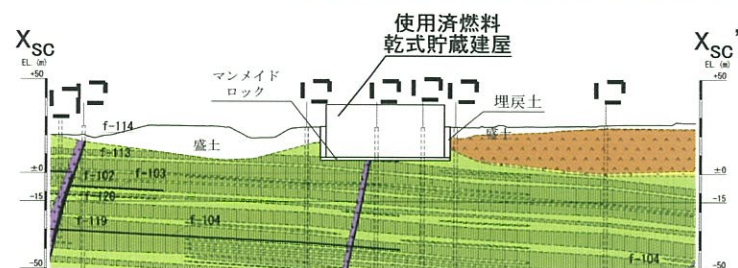 使用済燃料
乾式貯蔵建屋
Xsc
EL.(m)
+50
±0
-15
-50
マンメイド
ロック
埋戻土
盛土
盛土
f-114
f-113
f-102
f-103
f-120
f-119
f-104
f-104
Xsc'
EL.(m)
+50
±0
-15
-50